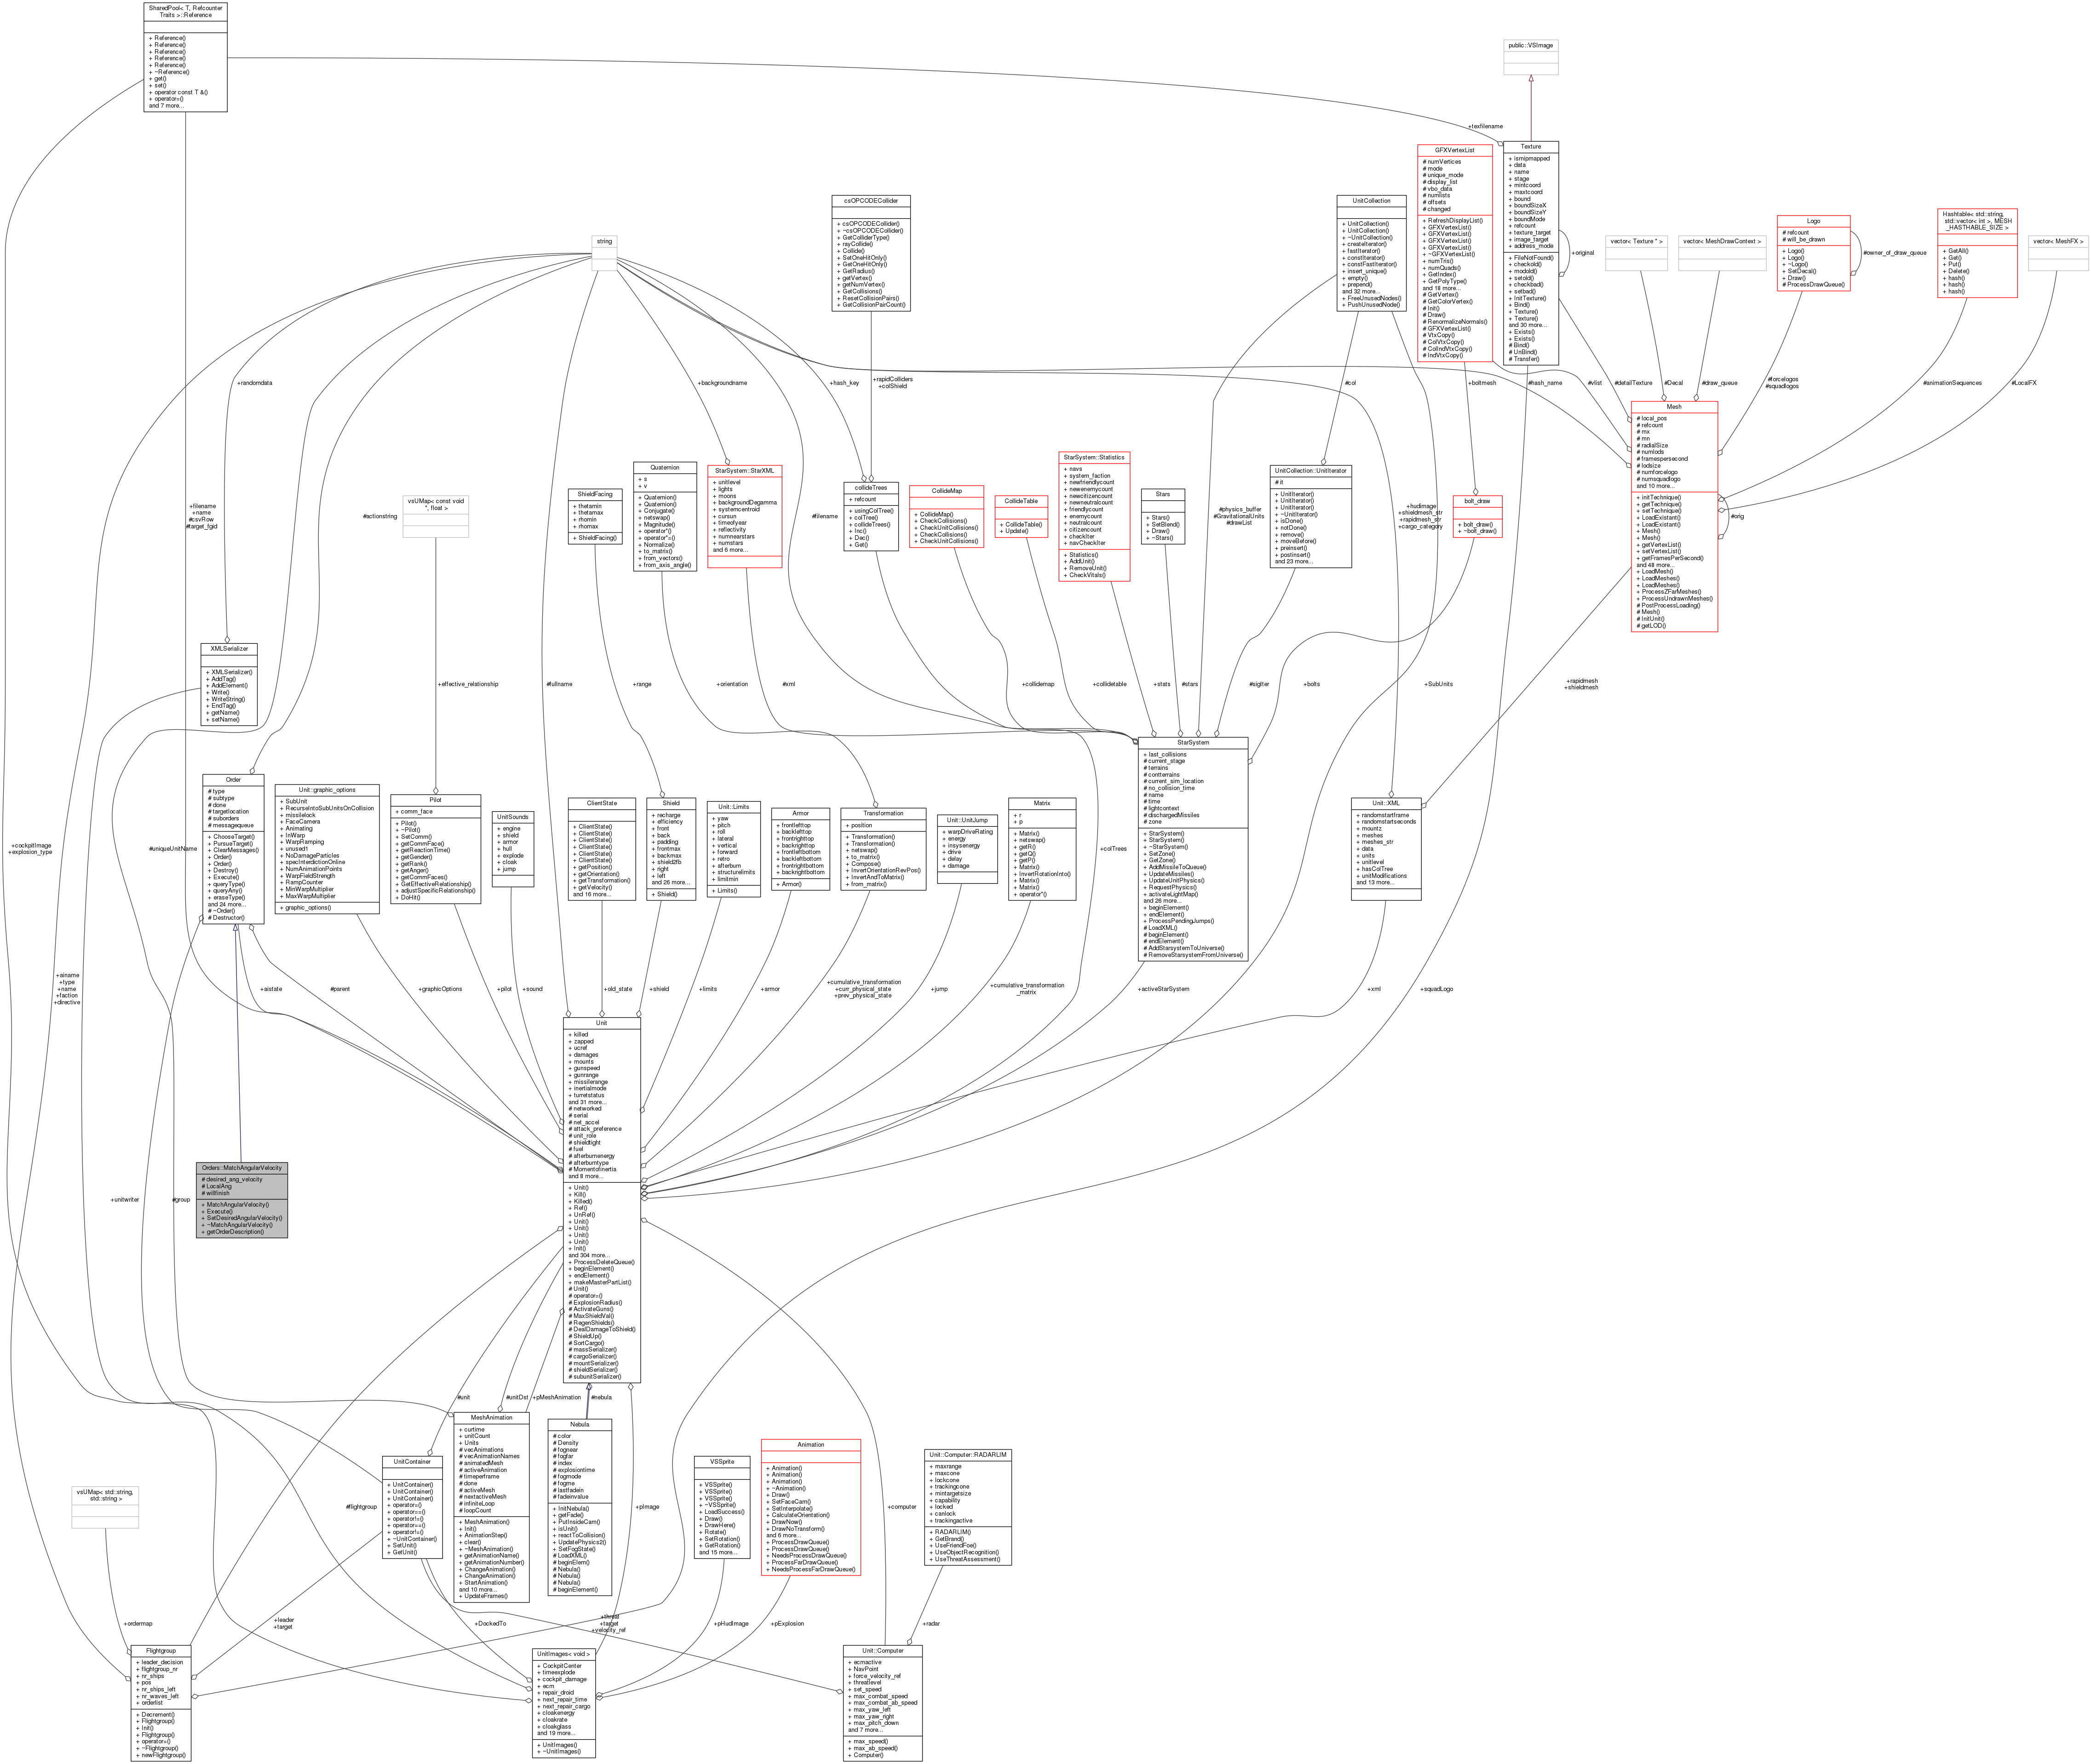 SharedPool< T, Refcounter
Traits >::Reference
+ Reference()
+ Reference()
+ Reference()
+ Reference()
+ Reference()
+ ~Reference()
+ get()
+ set()
+ operator const T &()
+ operator=()
and 7 more...
public::VSImage
+texfilename
Texture
+ ismipmapped
+ data
+ name
+ stage
+ mintcoord
+ maxtcoord
+ bound
+ boundSizeX
+ boundSizeY
+ boundMode
+ refcount
+ texture_target
+ image_target
+ address_mode
+ FileNotFound()
+ checkold()
+ modold()
+ setold()
+ checkbad()
+ setbad()
+ InitTexture()
+ Bind()
+ Texture()
+ Texture()
and 30 more...
+ Exists()
+ Exists()
# Bind()
# UnBind()
# Transfer()
+original
GFXVertexList
# numVertices
# mode
# unique_mode
# display_list
# vbo_data
# numlists
# offsets
# changed
+ RefreshDisplayList()
+ GFXVertexList()
+ GFXVertexList()
+ GFXVertexList()
+ GFXVertexList()
+ ~GFXVertexList()
+ numTris()
+ numQuads()
+ GetIndex()
+ GetPolyType()
and 18 more...
# GetVertex()
# GetColorVertex()
# Init()
# Draw()
# RenormalizeNormals()
# GFXVertexList()
# VtxCopy()
# ColVtxCopy()
# ColIndVtxCopy()
# IndVtxCopy()
csOPCODECollider
+ csOPCODECollider()
+ ~csOPCODECollider()
+ GetColliderType()
+ rayCollide()
+ Collide()
+ SetOneHitOnly()
+ GetOneHitOnly()
+ GetRadius()
+ getVertex()
+ getNumVertex()
+ GetCollisions()
+ ResetCollisionPairs()
+ GetCollisionPairCount()
UnitCollection
+ UnitCollection()
+ UnitCollection()
+ ~UnitCollection()
+ createIterator()
+ fastIterator()
+ constIterator()
+ constFastIterator()
+ insert_unique()
+ empty()
+ prepend()
and 32 more...
+ FreeUnusedNodes()
+ PushUnusedNode()
string
vector< Texture * >
vector< MeshDrawContext >
Logo
# refcount
# will_be_drawn
+ Logo()
+ Logo()
+ ~Logo()
+ SetDecal()
+ Draw()
# ProcessDrawQueue()
#owner_of_draw_queue
Hashtable< std::string,
std::vector< int >, MESH
_HASHTABLE_SIZE >
+ GetAll()
+ Get()
+ Put()
+ Delete()
+ hash()
+ hash()
+ hash()
vector< MeshFX >
+randomdata
+backgroundname
+hash_key
+rapidColliders
+colShield
#col
+boltmesh
#hash_name
#vlist
#detailTexture
#Decal
#draw_queue
#forcelogos
#squadlogos
#animationSequences
#LocalFX
Mesh
# local_pos
# refcount
# mx
# mn
# radialSize
# numlods
# framespersecond
# lodsize
# numforcelogo
# numsquadlogo
and 10 more...
+ initTechnique()
+ getTechnique()
+ setTechnique()
+ LoadExistant()
+ LoadExistant()
+ Mesh()
+ Mesh()
+ getVertexList()
+ setVertexList()
+ getFramesPerSecond()
and 48 more...
+ LoadMesh()
+ LoadMeshes()
+ LoadMeshes()
+ ProcessZFarMeshes()
+ ProcessUndrawnMeshes()
# PostProcessLoading()
# Mesh()
# InitUnit()
# getLOD()
#orig
+filename
+name
#csvRow
#target_fgid
#actionstring
vsUMap< const void
*, float >
ShieldFacing
+ thetamin
+ thetamax
+ rhomin
+ rhomax
+ ShieldFacing()
Quaternion
+ s
+ v
+ Quaternion()
+ Quaternion()
+ Conjugate()
+ netswap()
+ Magnitude()
+ operator*()
+ operator*=()
+ Normalize()
+ to_matrix()
+ from_vectors()
+ from_axis_angle()
StarSystem::StarXML
+ unitlevel
+ lights
+ moons
+ backgroundDegamma
+ systemcentroid
+ cursun
+ timeofyear
+ reflectivity
+ numnearstars
+ numstars
and 6 more...
#filename
collideTrees
+ refcount
+ usingColTree()
+ colTree()
+ collideTrees()
+ Inc()
+ Dec()
+ Get()
CollideMap
+ CollideMap()
+ CheckCollisions()
+ CheckUnitCollisions()
+ CheckCollisions()
+ CheckUnitCollisions()
CollideTable
+ CollideTable()
+ Update()
StarSystem::Statistics
+ navs
+ system_faction
+ newfriendlycount
+ newenemycount
+ newcitizencount
+ newneutralcount
+ friendlycount
+ enemycount
+ neutralcount
+ citizencount
+ checkIter
+ navCheckIter
+ Statistics()
+ AddUnit()
+ RemoveUnit()
+ CheckVitals()
Stars
+ Stars()
+ SetBlend()
+ Draw()
+ ~Stars()
#physics_buffer
#GravitationalUnits
#drawList
UnitCollection::UnitIterator
# it
+ UnitIterator()
+ UnitIterator()
+ UnitIterator()
+ ~UnitIterator()
+ isDone()
+ notDone()
+ remove()
+ moveBefore()
+ preinsert()
+ postinsert()
and 23 more...
+hudimage
+shieldmesh_str
+rapidmesh_str
+cargo_category
bolt_draw
+ bolt_draw()
+ ~bolt_draw()
XMLSerializer
+ XMLSerializer()
+ AddTag()
+ AddElement()
+ Write()
+ WriteString()
+ EndTag()
+ getName()
+ setName()
+effective_relationship
#fullname
+range
+orientation
#xml
+collidemap
+collidetable
+stats
#stars
#sigIter
+bolts
+SubUnits
+rapidmesh
+shieldmesh
+cockpitImage
+explosion_type
#uniqueUnitName
Order
# type
# subtype
# done
# targetlocation
# suborders
# messagequeue
+ ChooseTarget()
+ PursueTarget()
+ ClearMessages()
+ Order()
+ Order()
+ Destroy()
+ Execute()
+ queryType()
+ queryAny()
+ eraseType()
and 24 more...
# ~Order()
# Destructor()
Unit::graphic_options
+ SubUnit
+ RecurseIntoSubUnitsOnCollision
+ missilelock
+ FaceCamera
+ Animating
+ InWarp
+ WarpRamping
+ unused1
+ NoDamageParticles
+ specInterdictionOnline
+ NumAnimationPoints
+ WarpFieldStrength
+ RampCounter
+ MinWarpMultiplier
+ MaxWarpMultiplier
+ graphic_options()
Pilot
+ comm_face
+ Pilot()
+ ~Pilot()
+ SetComm()
+ getCommFace()
+ getReactionTime()
+ getGender()
+ getRank()
+ getAnger()
+ getCommFaces()
+ GetEffectiveRelationship()
+ adjustSpecificRelationship()
+ DoHit()
UnitSounds
+ engine
+ shield
+ armor
+ hull
+ explode
+ cloak
+ jump
ClientState
+ ClientState()
+ ClientState()
+ ClientState()
+ ClientState()
+ ClientState()
+ ClientState()
+ getPosition()
+ getOrientation()
+ getTransformation()
+ getVelocity()
and 16 more...
Shield
+ recharge
+ efficiency
+ front
+ back
+ padding
+ frontmax
+ backmax
+ shield2fb
+ right
+ left
and 26 more...
+ Shield()
Unit::Limits
+ yaw
+ pitch
+ roll
+ lateral
+ vertical
+ forward
+ retro
+ afterburn
+ structurelimits
+ limitmin
+ Limits()
Armor
+ frontlefttop
+ backlefttop
+ frontrighttop
+ backrighttop
+ frontleftbottom
+ backleftbottom
+ frontrightbottom
+ backrightbottom
+ Armor()
Transformation
+ position
+ Transformation()
+ Transformation()
+ netswap()
+ to_matrix()
+ Compose()
+ InvertOrientationRevPos()
+ InvertAndToMatrix()
+ from_matrix()
Unit::UnitJump
+ warpDriveRating
+ energy
+ insysenergy
+ drive
+ delay
+ damage
Matrix
+ r
+ p
+ Matrix()
+ netswap()
+ getR()
+ getQ()
+ getP()
+ Matrix()
+ InvertRotationInto()
+ Matrix()
+ Matrix()
+ operator*()
+colTrees
StarSystem
+ last_collisions
# current_stage
# terrains
# contterrains
# current_sim_location
# no_collision_time
# name
# time
# lightcontext
# dischargedMissiles
# zone
+ StarSystem()
+ StarSystem()
+ ~StarSystem()
+ SetZone()
+ GetZone()
+ AddMissileToQueue()
+ UpdateMissiles()
+ UpdateUnitPhysics()
+ RequestPhysics()
+ activateLightMap()
and 26 more...
+ beginElement()
+ endElement()
+ ProcessPendingJumps()
# LoadXML()
# beginElement()
# endElement()
# AddStarsystemToUniverse()
# RemoveStarsystemFromUniverse()
Unit::XML
+ randomstartframe
+ randomstartseconds
+ mountz
+ meshes
+ meshes_str
+ data
+ units
+ unitlevel
+ hasColTree
+ unitModifications
and 13 more...
+ainame
+type
+name
+faction
+directive
+aistate
#parent
+graphicOptions
+pilot
+sound
+old_state
+shield
+limits
+armor
+cumulative_transformation
+curr_physical_state
+prev_physical_state
+jump
+cumulative_transformation
_matrix
+activeStarSystem
+xml
+squadLogo
Unit
+ killed
+ zapped
+ ucref
+ damages
+ mounts
+ gunspeed
+ gunrange
+ missilerange
+ inertialmode
+ turretstatus
and 31 more...
# networked
# serial
# net_accel
# attack_preference
# unit_role
# shieldtight
# fuel
# afterburnenergy
# afterburntype
# Momentofinertia
and 8 more...
+ Unit()
+ Kill()
+ Killed()
+ Ref()
+ UnRef()
+ Unit()
+ Unit()
+ Unit()
+ Unit()
+ Init()
and 304 more...
+ ProcessDeleteQueue()
+ beginElement()
+ endElement()
+ makeMasterPartList()
# Unit()
# operator=()
# ExplosionRadius()
# ActivateGuns()
# MaxShieldVal()
# RegenShields()
# DealDamageToShield()
# ShieldUp()
# SortCargo()
# massSerializer()
# cargoSerializer()
# mountSerializer()
# shieldSerializer()
# subunitSerializer()
Orders::MatchAngularVelocity
# desired_ang_velocity
# LocalAng
# willfinish
+ MatchAngularVelocity()
+ Execute()
+ SetDesiredAngularVelocity()
+ ~MatchAngularVelocity()
+ getOrderDescription()
+unitwriter
#group
#unit
#unitDst
+pMeshAnimation
#nebula
MeshAnimation
+ curtime
+ unitCount
+ Units
# vecAnimations
# vecAnimationNames
# animatedMesh
# activeAnimation
# timeperframe
# done
# activeMesh
# nextactiveMesh
# infiniteLoop
# loopCount
+ MeshAnimation()
+ Init()
+ AnimationStep()
+ clear()
+ ~MeshAnimation()
+ getAnimationName()
+ getAnimationNumber()
+ ChangeAnimation()
+ ChangeAnimation()
+ StartAnimation()
and 10 more...
+ UpdateFrames()
Nebula
# color
# Density
# fognear
# fogfar
# index
# explosiontime
# fogmode
# fogme
# lastfadein
# fadeinvalue
+ InitNebula()
+ getFade()
+ PutInsideCam()
+ isUnit()
+ reactToCollision()
+ UpdatePhysics2()
+ SetFogState()
# LoadXML()
# beginElem()
# Nebula()
# Nebula()
# Nebula()
# beginElement()
UnitContainer
+ UnitContainer()
+ UnitContainer()
+ UnitContainer()
+ operator=()
+ operator==()
+ operator!=()
+ operator==()
+ operator!=()
+ ~UnitContainer()
+ SetUnit()
+ GetUnit()
#flightgroup
+pImage
VSSprite
+ VSSprite()
+ VSSprite()
+ VSSprite()
+ ~VSSprite()
+ LoadSuccess()
+ Draw()
+ DrawHere()
+ Rotate()
+ SetRotation()
+ GetRotation()
and 15 more...
Animation
+ Animation()
+ Animation()
+ Animation()
+ ~Animation()
+ Draw()
+ SetFaceCam()
+ SetInterpolate()
+ CalculateOrientation()
+ DrawNow()
+ DrawNoTransform()
and 6 more...
+ ProcessDrawQueue()
+ ProcessDrawQueue()
+ NeedsProcessDrawQueue()
+ ProcessFarDrawQueue()
+ NeedsProcessFarDrawQueue()
+computer
Unit::Computer::RADARLIM
+ maxrange
+ maxcone
+ lockcone
+ trackingcone
+ mintargetsize
+ capability
+ locked
+ canlock
+ trackingactive
+ RADARLIM()
+ GetBrand()
+ UseFriendFoe()
+ UseObjectRecognition()
+ UseThreatAssessment()
vsUMap< std::string,
std::string >
+ordermap
+leader
+target
+DockedTo
+threat
+target
+velocity_ref
+pHudImage
+pExplosion
+radar
Flightgroup
+ leader_decision
+ flightgroup_nr
+ nr_ships
+ pos
+ nr_ships_left
+ nr_waves_left
+ orderlist
+ Decrement()
+ Flightgroup()
+ Init()
+ Flightgroup()
+ operator=()
+ ~Flightgroup()
+ newFlightgroup()
UnitImages< void >
+ CockpitCenter
+ timeexplode
+ cockpit_damage
+ ecm
+ repair_droid
+ next_repair_time
+ next_repair_cargo
+ cloakenergy
+ cloakrate
+ cloakglass
and 19 more...
+ UnitImages()
+ ~UnitImages()
Unit::Computer
+ ecmactive
+ NavPoint
+ force_velocity_ref
+ threatlevel
+ set_speed
+ max_combat_speed
+ max_combat_ab_speed
+ max_yaw_left
+ max_yaw_right
+ max_pitch_down
and 7 more...
+ max_speed()
+ max_ab_speed()
+ Computer()